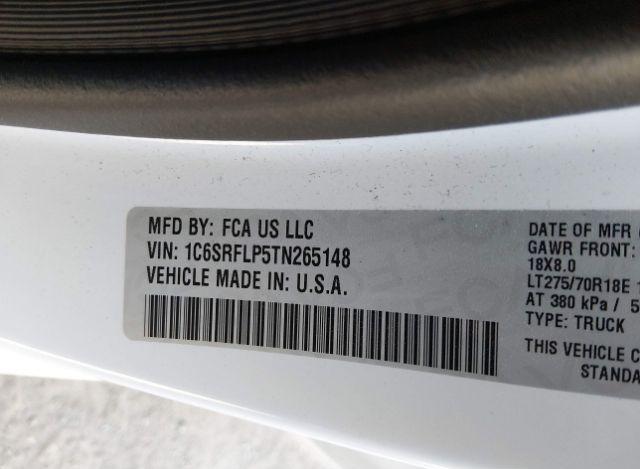 MFD BY: FCA US LLC
VIN: 1C6SRFLP5TN265148
VEHICLE MADE IN: U.S.A.
DATE OF MFR
GAWR FRONT:
18X8.0
LT275/70R18E
AT 380 kPa /
TYPE: TRUCK
THIS VEHICLE